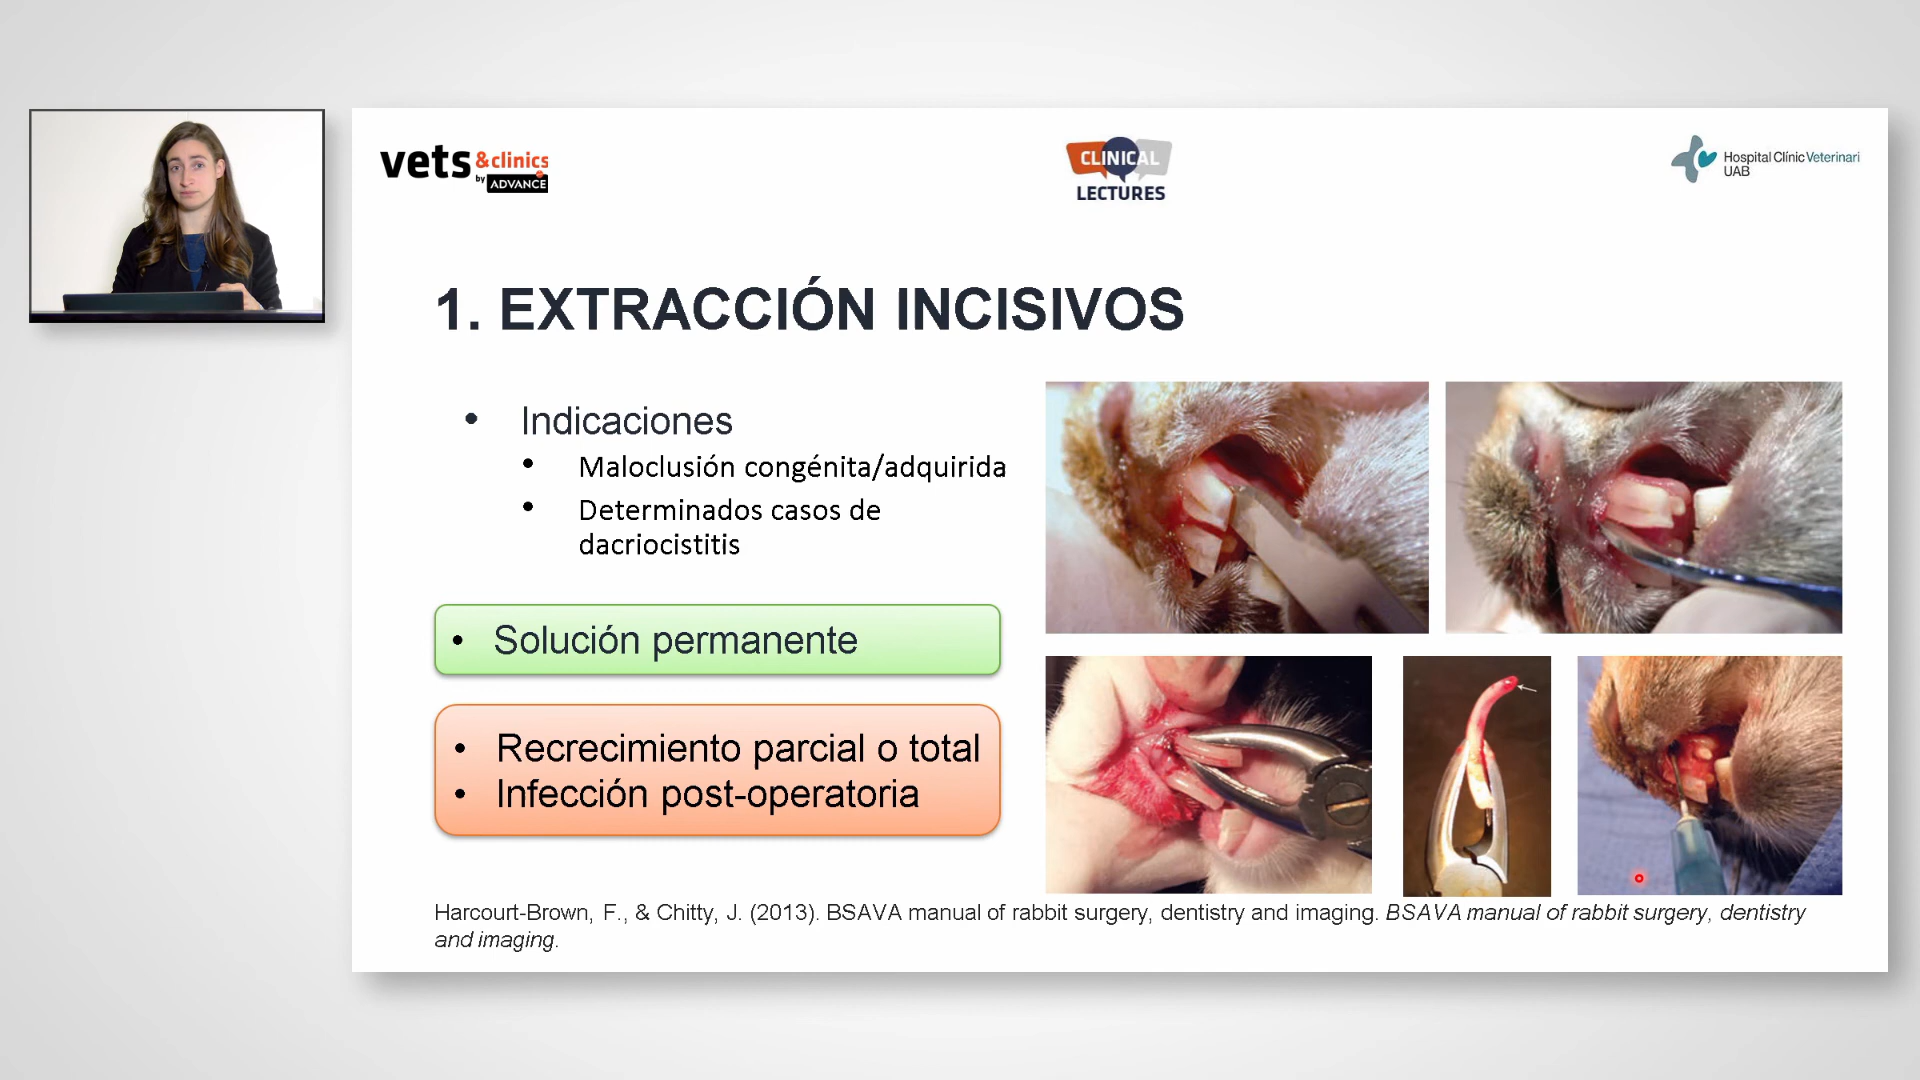 vets &clinics
by ADVANCE
CLINICAL
LECTURES
Hospital Clínic Veterinari
UAB
1. EXTRACCIÓN INCISIVOS
• Indicaciones
• Maloclusión congénita/adquirida
• Determinados casos de
dacriocistitis
• Solución permanente
• Recrecimiento parcial o total
• Infección post-operatoria
Harcourt-Brown, F., & Chitty, J. (2013). BSAVA manual of rabbit surgery, dentistry and imaging. BSAVA manual of rabbit surgery, dentistry
and imaging.